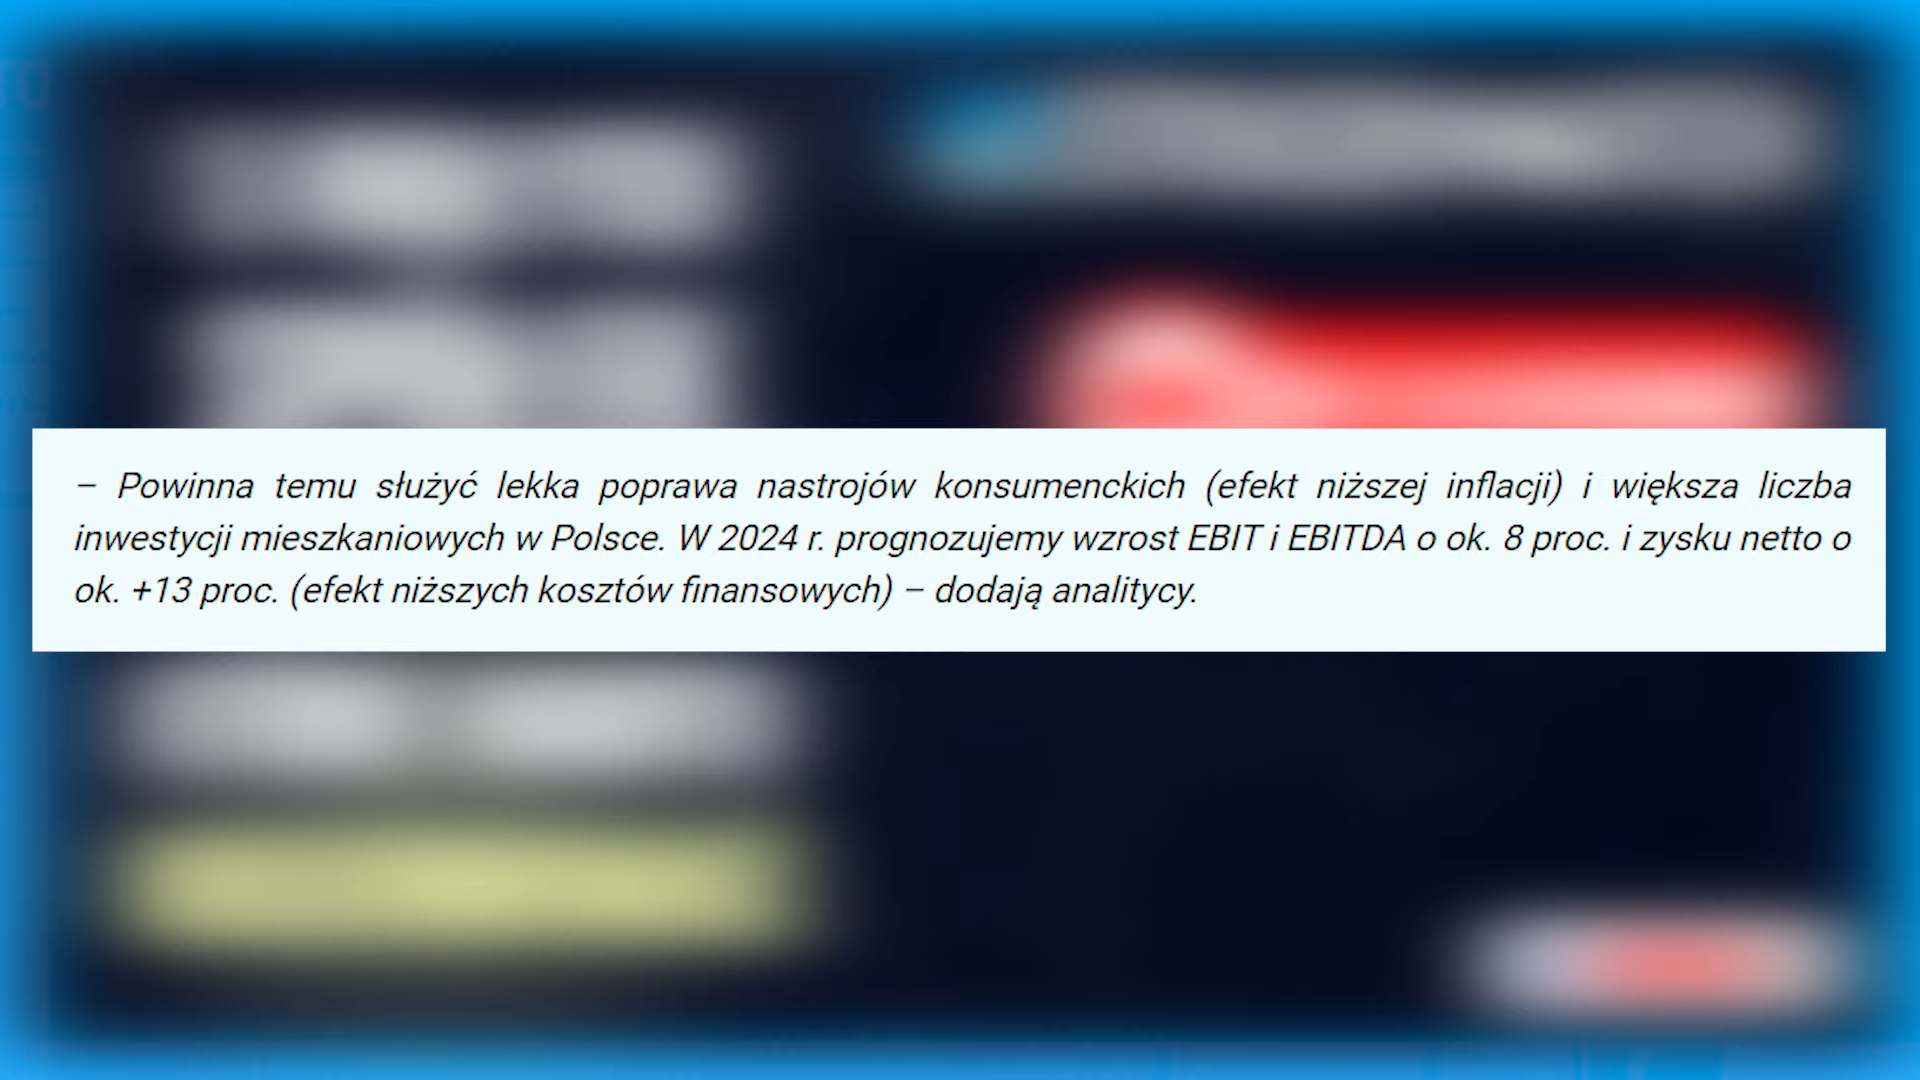 – Powinna temu służyć lekka poprawa nastrojów konsumenckich (efekt niższej inflacji) i większa liczba
inwestycji mieszkaniowych w Polsce. W 2024 r. prognozujemy wzrost EBIT i EBITDA o ok. 8 proc. i zysku netto o
ok. +13 proc. (efekt niższych kosztów finansowych) – dodają analitycy.